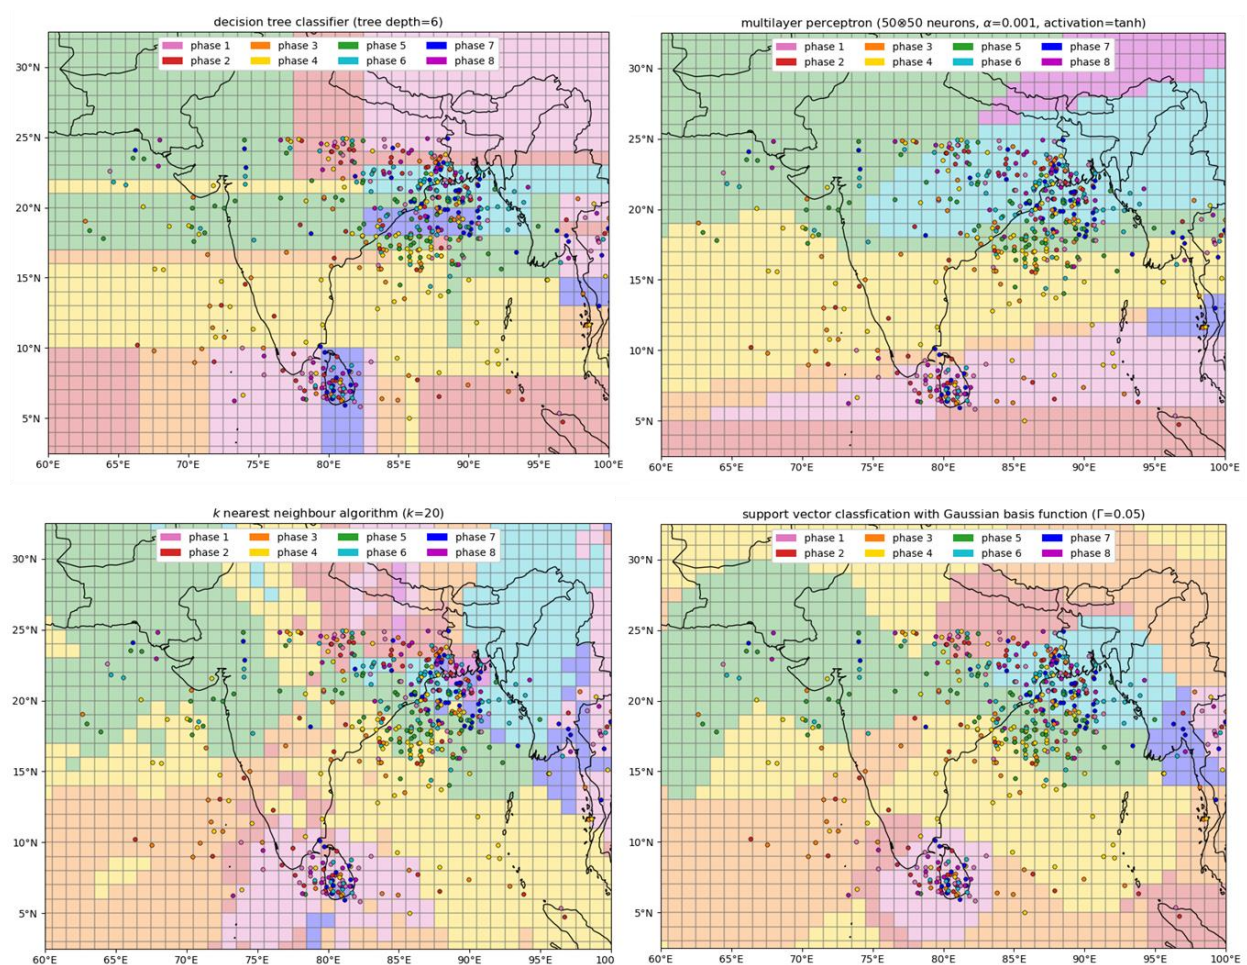 decision tree classifier (tree depth=6)
phase 1 phase 3 phase 5 phase 7
phase 2 phase 4 phase 6 phase 8
30°N
25°N
20°N
15°N
10°N
5°N
60°E 65°E 70°E 75°E 80°E 85°E 90°E 95°E 100°E
multilayer perceptron (50⊗50 neurons, α=0.001, activation=tanh)
phase 1 phase 3 phase 5 phase 7
phase 2 phase 4 phase 6 phase 8
30°N
25°N
20°N
15°N
10°N
5°N
60°E 65°E 70°E 75°E 80°E 85°E 90°E 95°E 100°E
k nearest neighbour algorithm (k=20)
phase 1 phase 3 phase 5 phase 7
phase 2 phase 4 phase 6 phase 8
30°N
25°N
20°N
15°N
10°N
5°N
60°E 65°E 70°E 75°E 80°E 85°E 90°E 95°E 100
support vector classfication with Gaussian basis function (Γ=0.05)
phase 1 phase 3 phase 5 phase 7
phase 2 phase 4 phase 6 phase 8
30°N
25°N
20°N
15°N
10°N
5°N
60°E 65°E 70°E 75°E 80°E 85°E 90°E 95°E 100°E